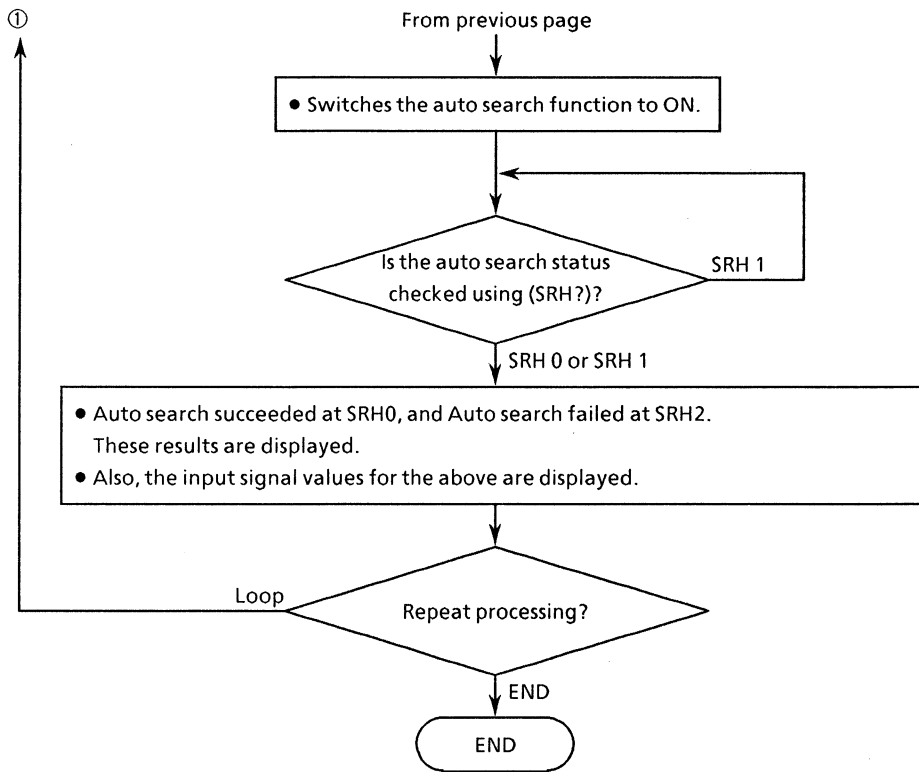 ①
From previous page
● Switches the auto search function to ON.
Is the auto search status
checked using (SRH?)?
SRH 1
SRH 0 or SRH 1
● Auto search succeeded at SRH0, and Auto search failed at SRH2.
These results are displayed.
● Also, the input signal values for the above are displayed.
Loop
Repeat processing?
END
END